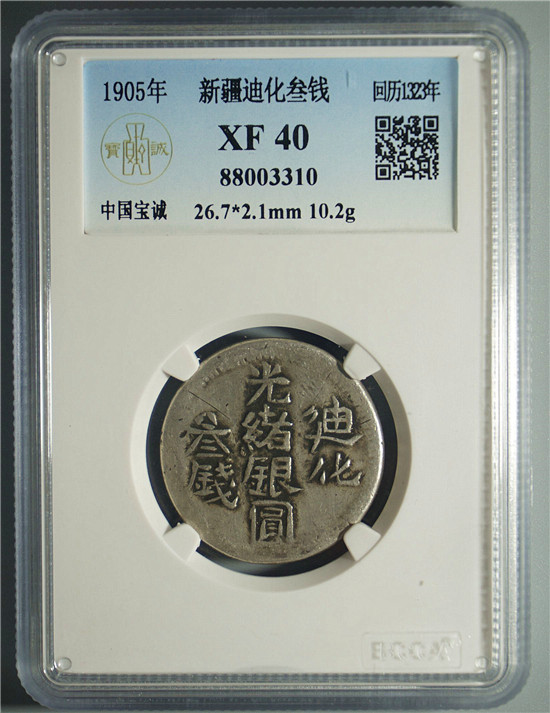 1905年 新疆迪化叁钱 回历1323年
寶 誠
XF 40
88003310
中国宝诚 26.7*2.1mm 10.2g
迪化
光緒銀圓
叁錢